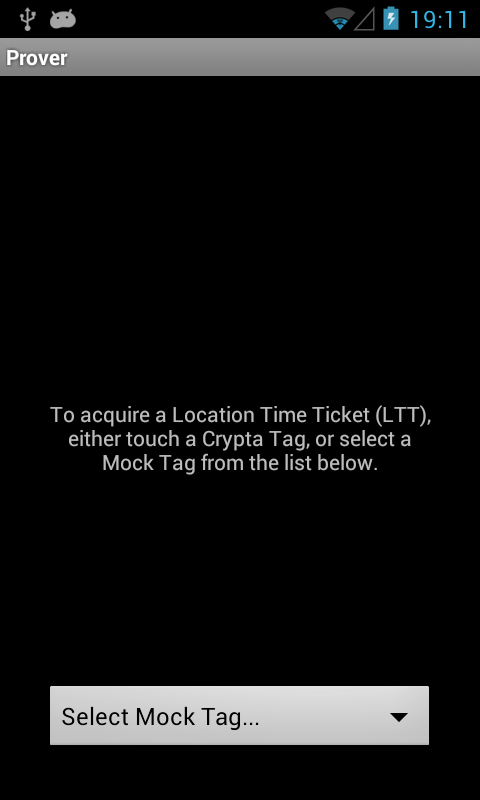 19:11
Prover
To acquire a Location Time Ticket (LTT),
either touch a Crypta Tag, or select a
Mock Tag from the list below.
Select Mock Tag...